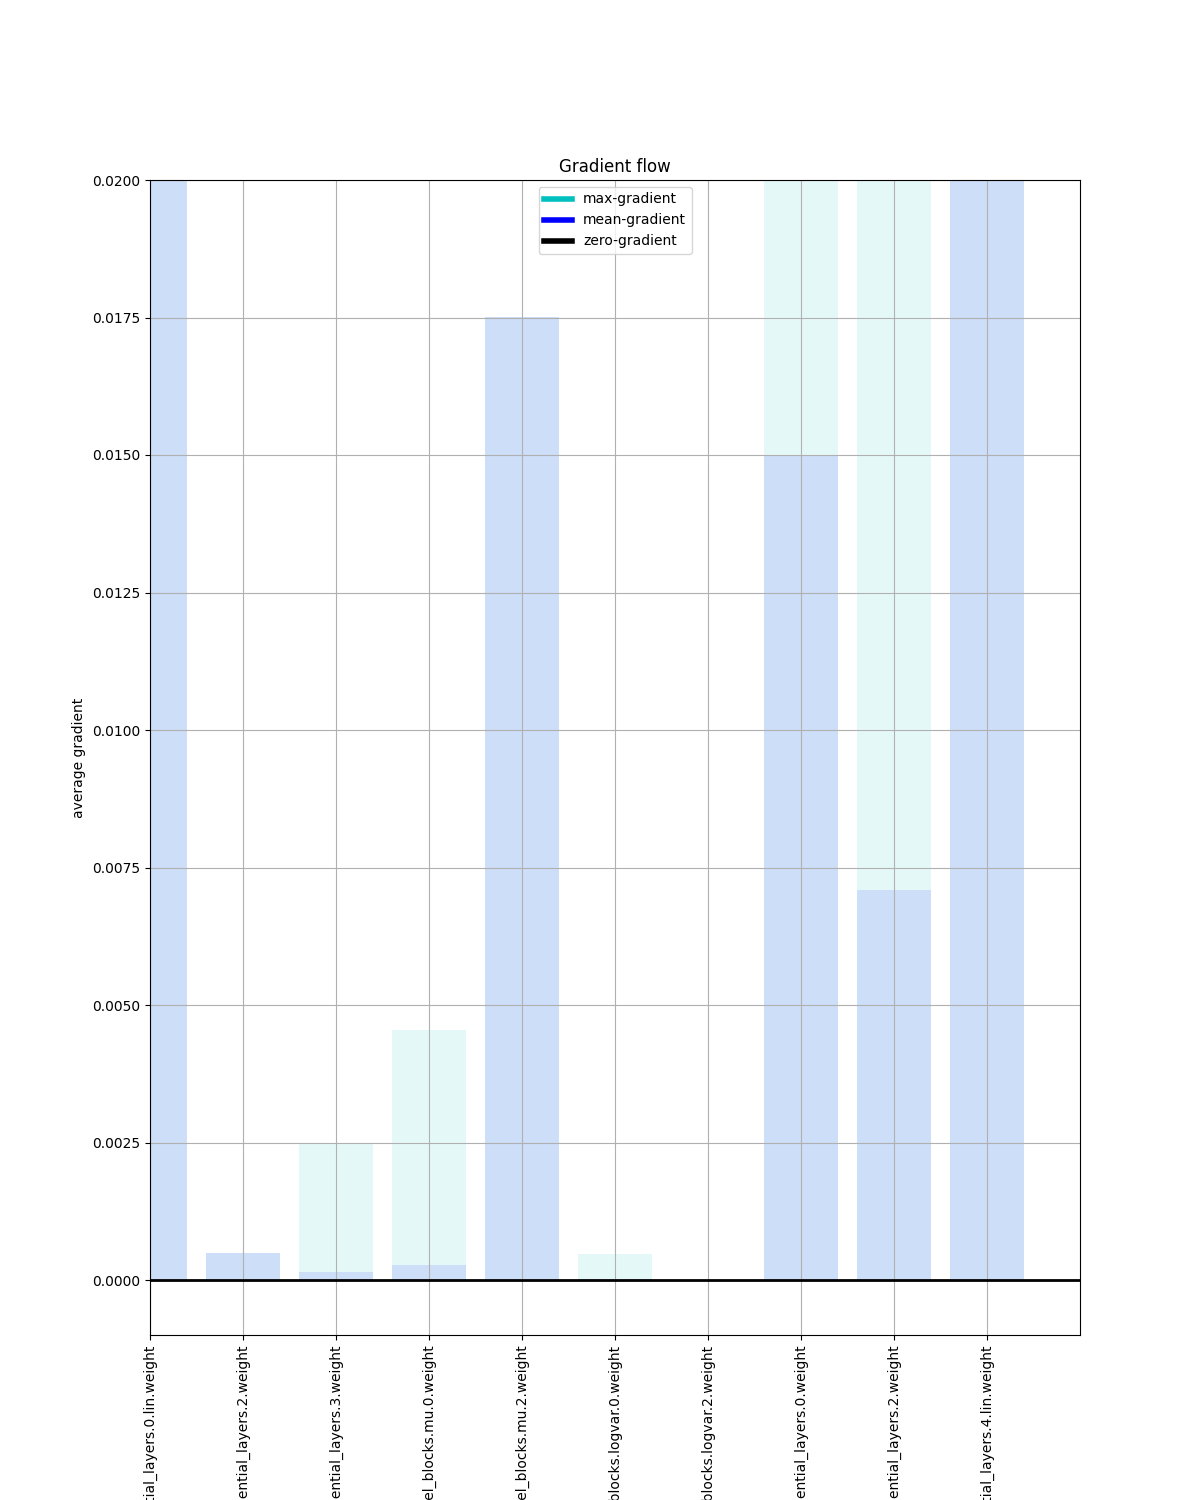 Gradient flow
max-gradient
mean-gradient
zero-gradient
average gradient
0.0200
0.0175
0.0150
0.0125
0.0100
0.0075
0.0050
0.0025
0.0000
tial_layers.0.lin.weight
ential_layers.2.weight
ential_layers.3.weight
el_blocks.mu.0.weight
el_blocks.mu.2.weight
blocks.logvar.0.weight
blocks.logvar.2.weight
ential_layers.0.weight
ential_layers.2.weight
tial_layers.4.lin.weight